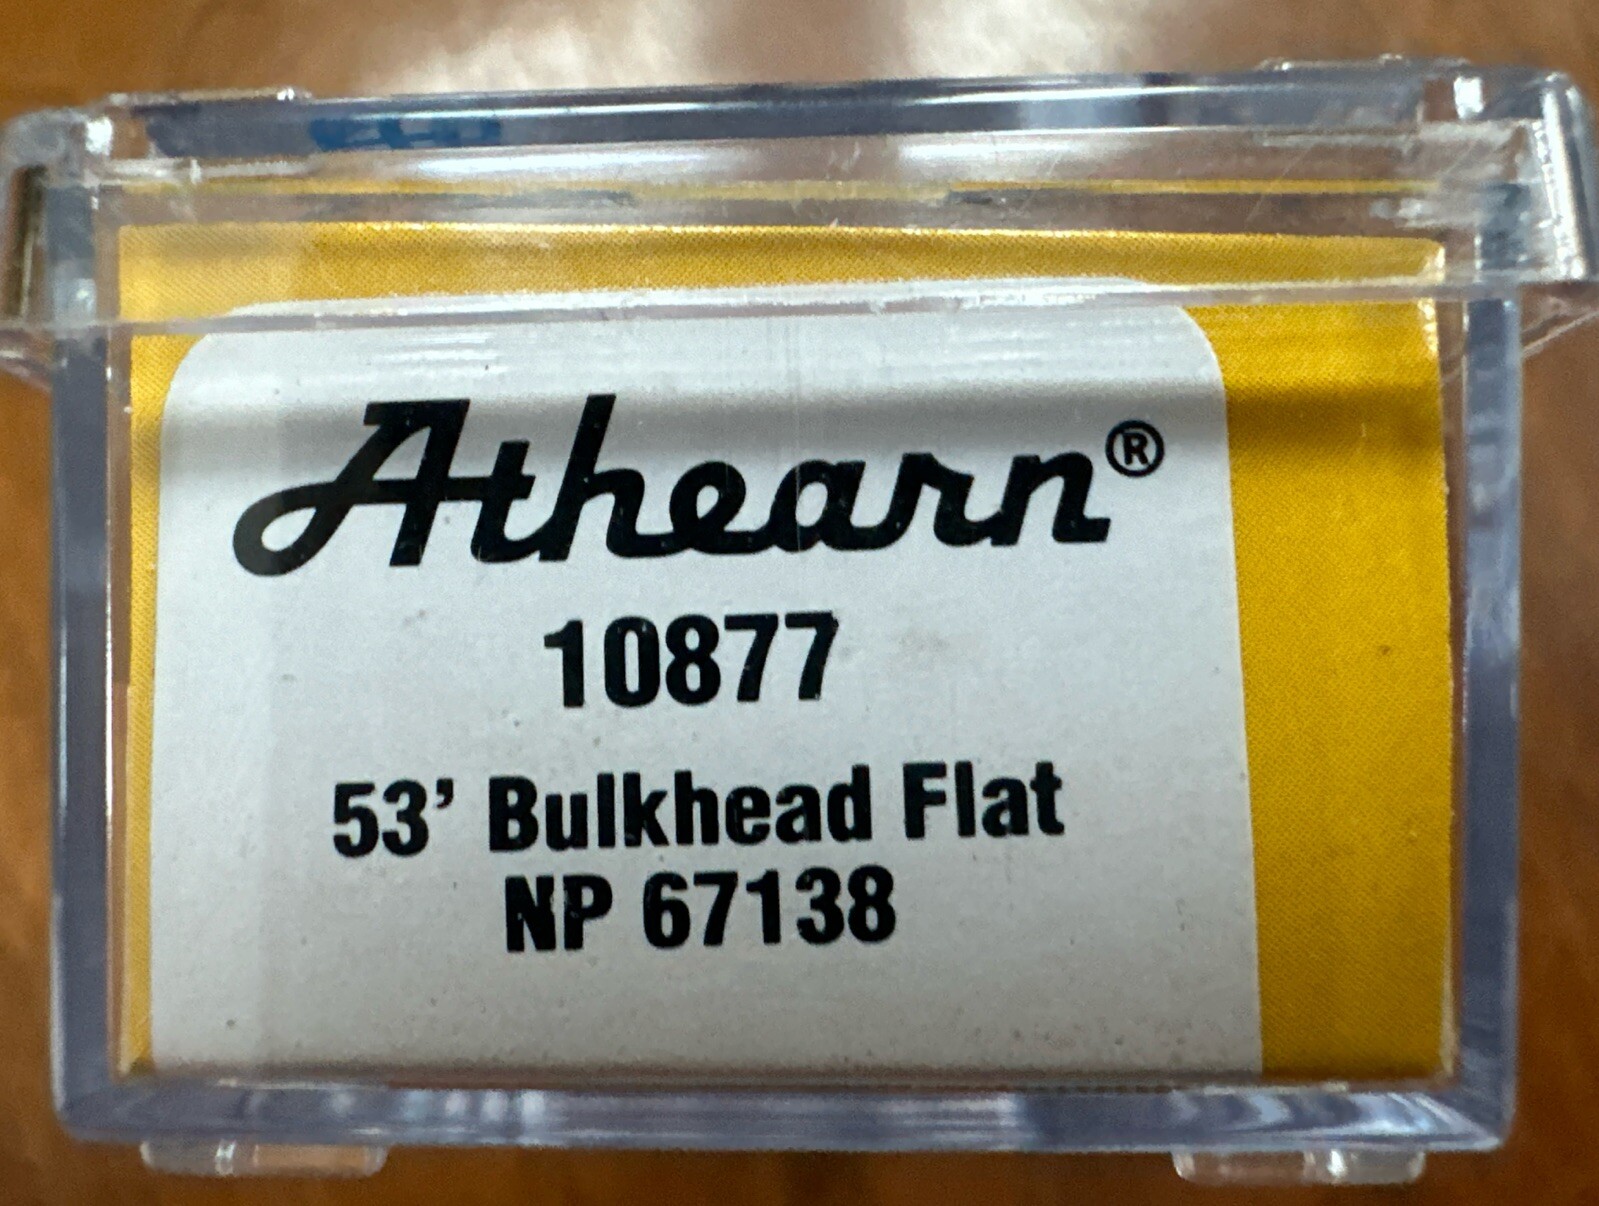 Athearn®
10877
53' Bulkhead Flat
NP 67138